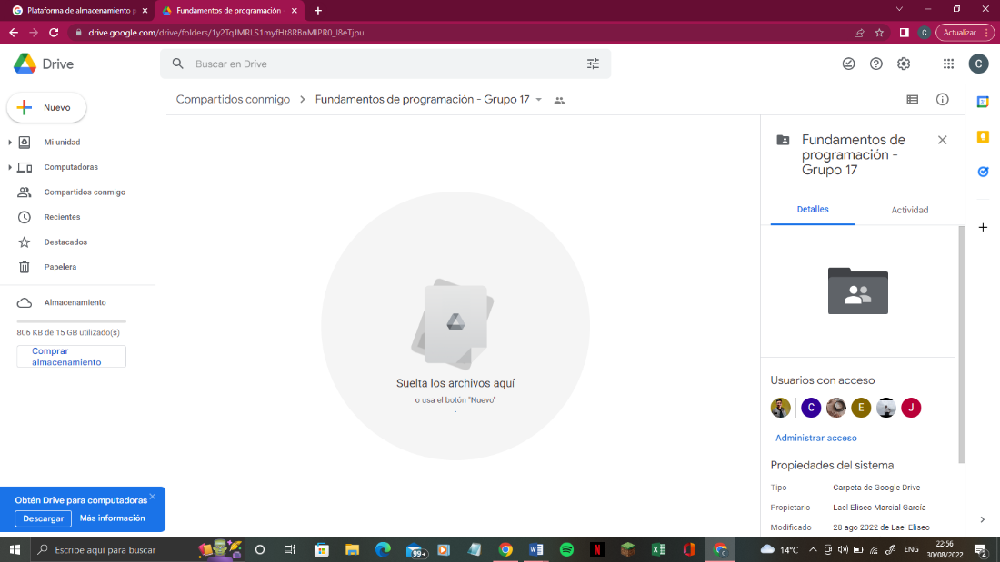 Plataforma de almacenamiento p
Fundamentos de programación -
drive.google.com/drive/folders/1y2TqJMRLS1myfHt8RBnMIPR0_I8eTjpu
C
Actualizar
Drive
Buscar en Drive
C
Nuevo
Compartidos conmigo
Fundamentos de programación - Grupo 17
Mi unidad
Computadoras
Compartidos conmigo
Recientes
Destacados
Papelera
Almacenamiento
806 KB de 15 GB utilizado(s)
Comprar
almacenamiento
Suelta los archivos aquí
o usa el botón "Nuevo"
.
Fundamentos de
programación -
Grupo 17
Detalles
Actividad
Usuarios con acceso
C E J
Administrar acceso
Propiedades del sistema
Tipo Carpeta de Google Drive
Propietario Lael Eliseo Marcial García
Modificado 28 ago 2022 de Lael Eliseo
31
Obtén Drive para computadoras
Descargar
Más información
Escribe aquí para buscar
99+
14°C
ENG
22:56
30/08/2022
2